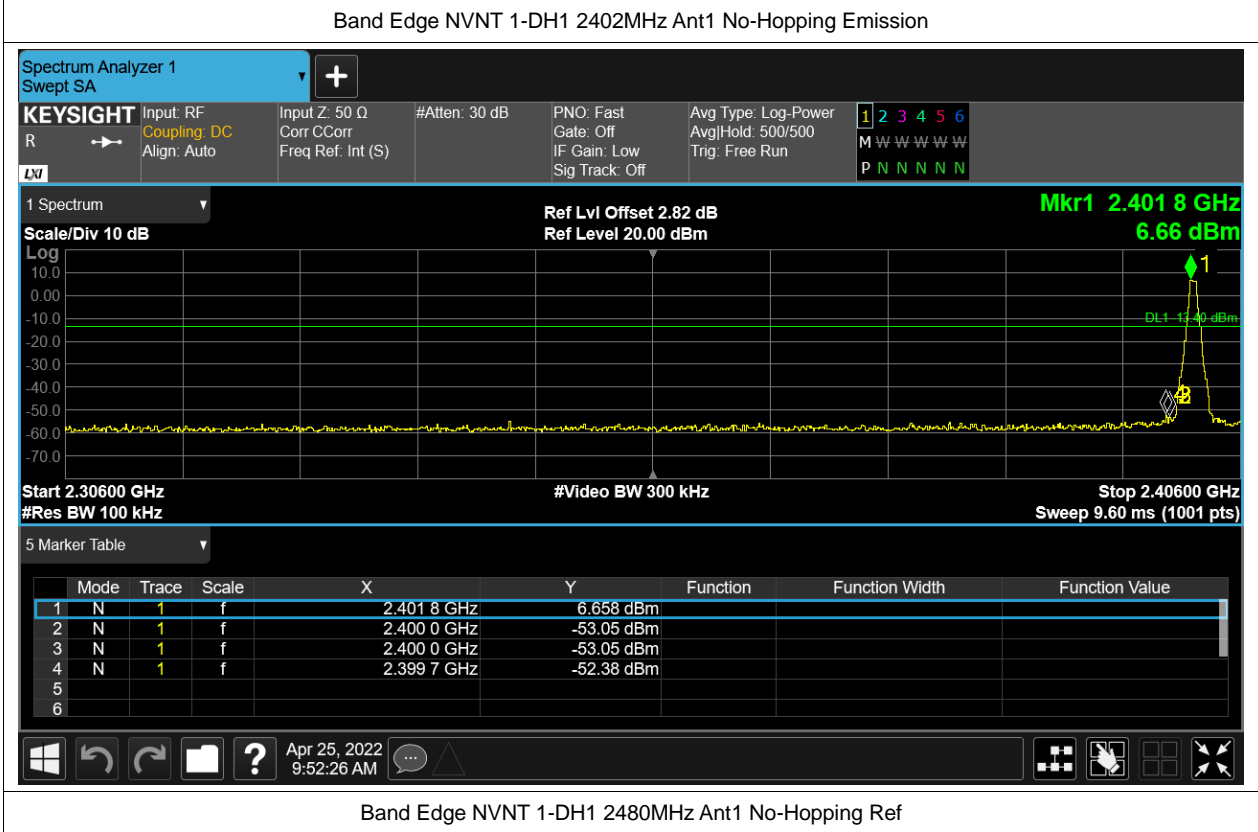 Band Edge NVNT 1-DH1 2402MHz Ant1 No-Hopping Emission
Spectrum Analyzer 1
Swept SA
KEYSIGHT Input: RF Input Z: 50 Ω #Atten: 30 dB PNO: Fast Avg Type: Log-Power 1 2 3 4 5 6
R Coupling: DC Corr CCorr Gate: Off Avg|Hold: 500/500 M W W W W W
Align: Auto Freq Ref: Int (S) IF Gain: Low Trig: Free Run
LXI Sig Track: Off P N N N N N
1 Spectrum Ref Lvl Offset 2.82 dB Mkr1 2.401 8 GHz
Scale/Div 10 dB Ref Level 20.00 dBm 6.66 dBm
Log
1
10.0
0.00
-10.0
DL1 -13.40 dBm
-20.0
-30.0
-40.0
-50.0
-60.0
-70.0
Start 2.30600 GHz #Video BW 300 kHz Stop 2.40600 GHz
#Res BW 100 kHz Sweep 9.60 ms (1001 pts)
5 Marker Table
Mode Trace Scale X Y Function Function Width Function Value
1 N 1 f 2.401 8 GHz 6.658 dBm
2 N 1 f 2.400 0 GHz -53.05 dBm
3 N 1 f 2.400 0 GHz -53.05 dBm
4 N 1 f 2.399 7 GHz -52.38 dBm
5
6
? Apr 25, 2022
9:52:26 AM
Band Edge NVNT 1-DH1 2480MHz Ant1 No-Hopping Ref